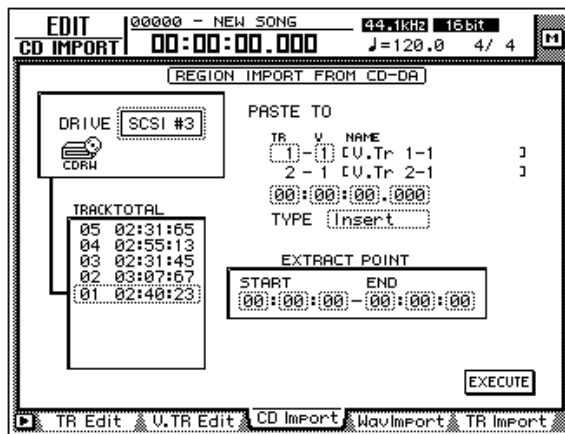 EDIT
CD IMPORT
00000 - NEW SONG
00:00:00.000
44.1kHz 16bit
♩=120.0 4/ 4
M
REGION IMPORT FROM CD-DA
DRIVE SCSI #3
CDRW
PASTE TO
TR V NAME
1 - 1 [V.Tr 1-1 ]
2 - 1 [V.Tr 2-1 ]
00:00:00.000
TYPE Insert
TRACK TOTAL
05 02:31:65
04 02:55:13
03 02:31:45
02 03:07:67
01 02:40:23
EXTRACT POINT
START END
00:00:00-00:00:00
EXECUTE
TR Edit V.TR Edit CD Import WavImport TR Import